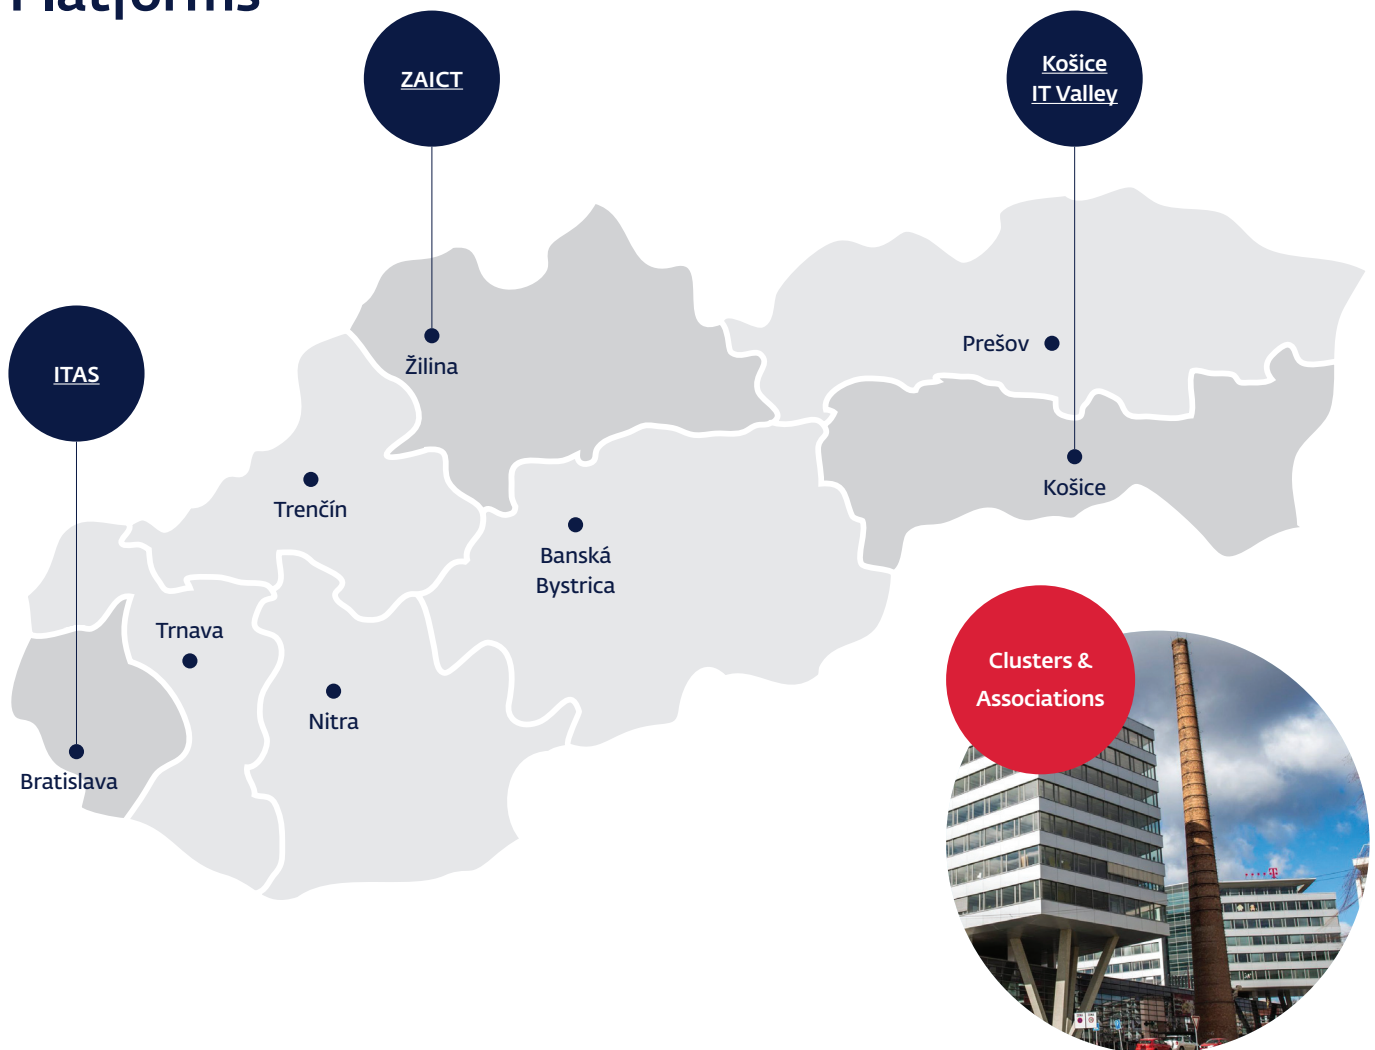 Platforms
ZAICT
Košice
IT Valley
Prešov
Žilina
ITAS
Košice
Trenčín
Banská
Bystrica
Trnava
Clusters &
Associations
Nitra
Bratislava
T